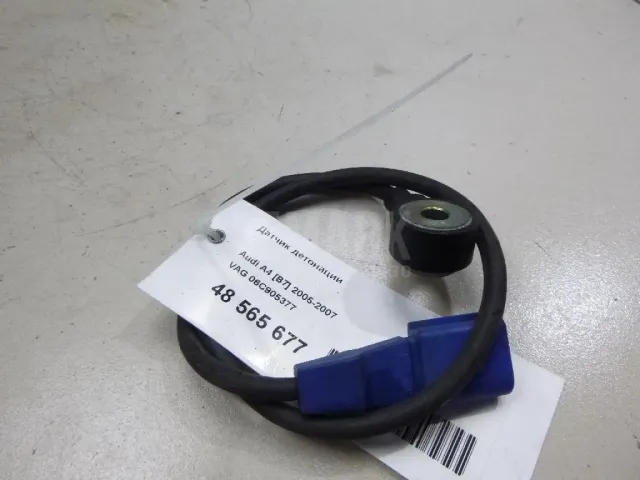 Датчик детонации
Audi A4 [B7] 2005-2007
VAG 06C905377
48 565 677